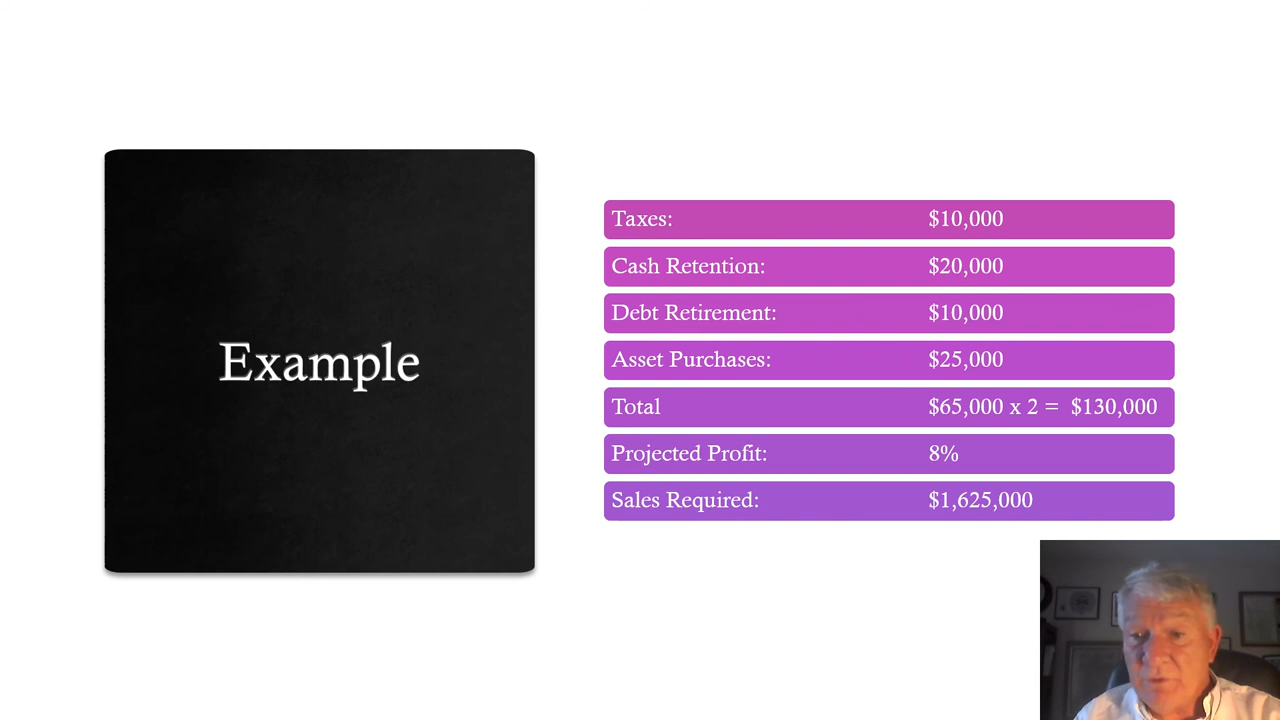 Example
Taxes: $10,000
Cash Retention: $20,000
Debt Retirement: $10,000
Asset Purchases: $25,000
Total $65,000 x 2 = $130,000
Projected Profit: 8%
Sales Required: $1,625,000